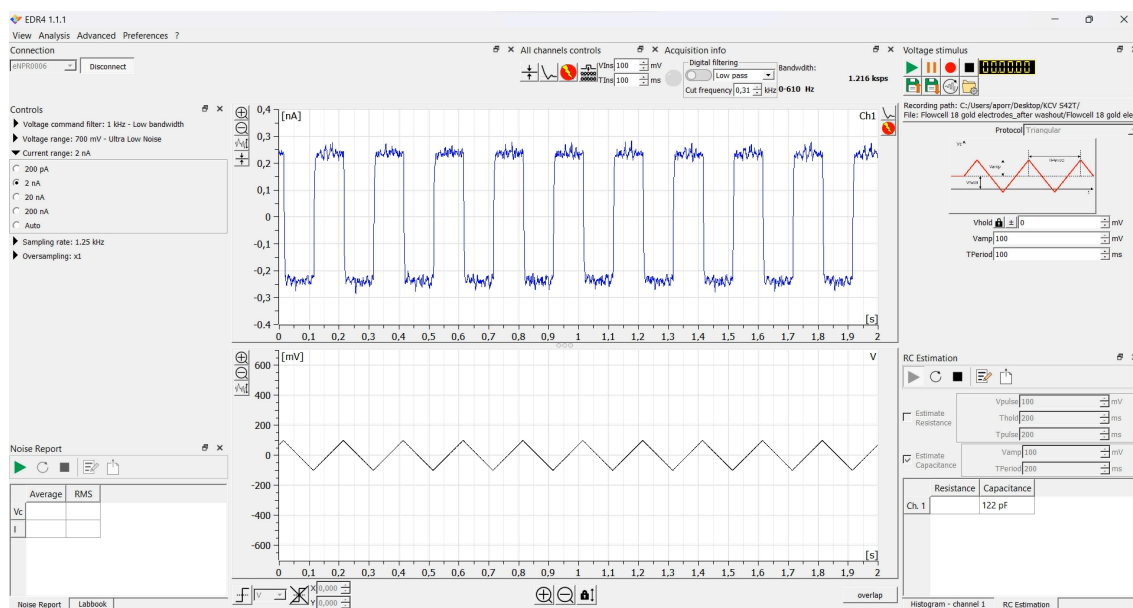 EDR4 1.1.1
View Analysis Advanced Preferences ?
Connection
eNPR0006
Disconnect
All channels controls
VIns 100 mV
TIns 100 ms
Acquisition info
Digital filtering
Low pass
Cut frequency 0,31 kHz
Bandwdith:
0-610 Hz
1.216 ksps
Voltage stimulus
00:00:00
Recording path: C:/Users/aporr/Desktop/KCV S42T/
File: Flowcell 18 gold electrodes_after washout/Flowcell 18 gold ele
Protocol Triangular
Vc
Vamp
TPeriod
Vhold
t
Vhold ± 0 mV
Vamp 100 mV
TPeriod 100 ms
Controls
Voltage command filter: 1 kHz - Low bandwidth
Voltage range: 700 mV - Ultra Low Noise
Current range: 2 nA
200 pA
2 nA
20 nA
200 nA
Auto
Sampling rate: 1.25 kHz
Oversampling: x1
[nA]
Ch1
0,4
0,3
0,2
0,1
0
-0,1
-0,2
-0,3
-0,4
[s]
0 0,1 0,2 0,3 0,4 0,5 0,6 0,7 0,8 0,9 1 1,1 1,2 1,3 1,4 1,5 1,6 1,7 1,8 1,9 2
[mV]
V
600
400
200
0
-200
-400
-600
[s]
0 0,1 0,2 0,3 0,4 0,5 0,6 0,7 0,8 0,9 1 1,1 1,2 1,3 1,4 1,5 1,6 1,7 1,8 1,9 2
V
X 0,000
Y 0,000
overlap
Noise Report
Average RMS
Vc
I
Noise Report Labbook
RC Estimation
Estimate
Resistance
Vpulse 100 mV
Thold 200 ms
Tpulse 200 ms
Estimate
Capacitance
Vamp 100 mV
TPeriod 200 ms
Resistance Capacitance
Ch. 1 122 pF
Histogram - channel 1 RC Estimation